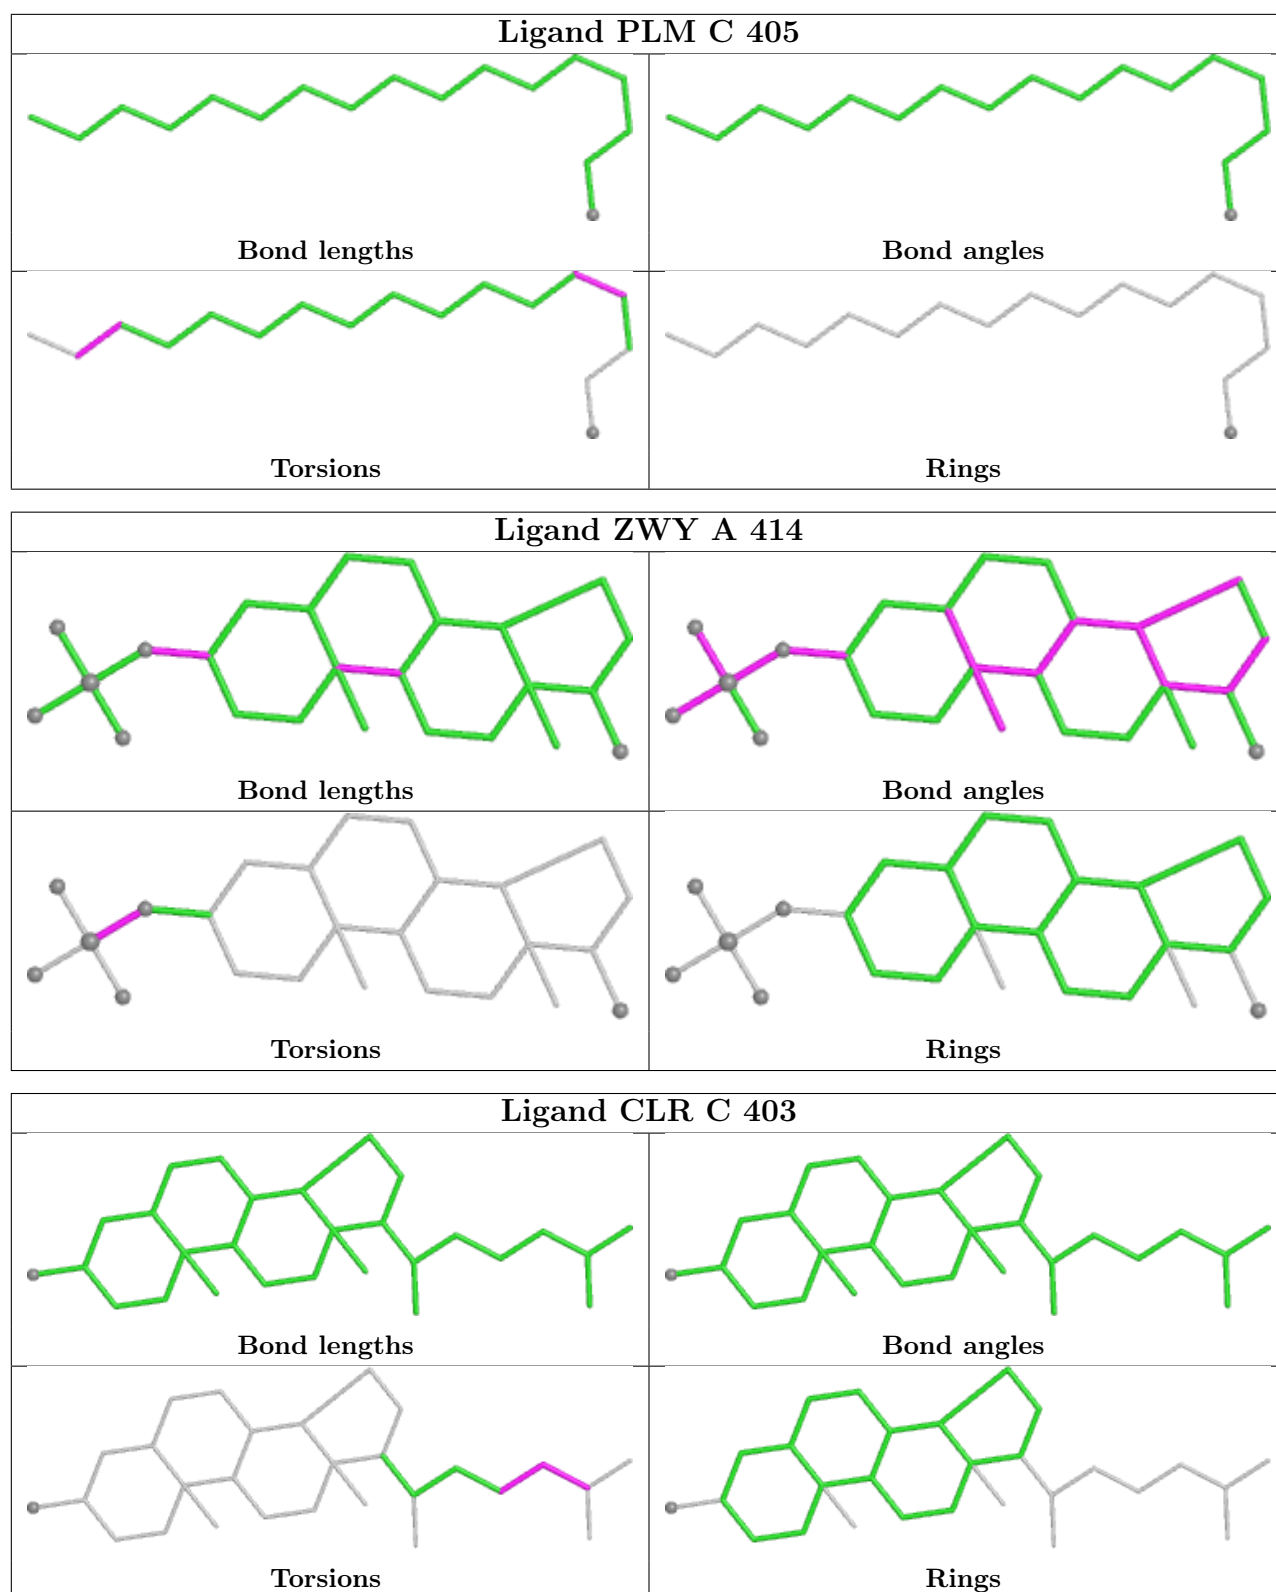 Ligand PLM C 405
Bond lengths
Bond angles
Torsions
Rings
Ligand ZWY A 414
Bond lengths
Bond angles
Torsions
Rings
Ligand CLR C 403
Bond lengths
Bond angles
Torsions
Rings